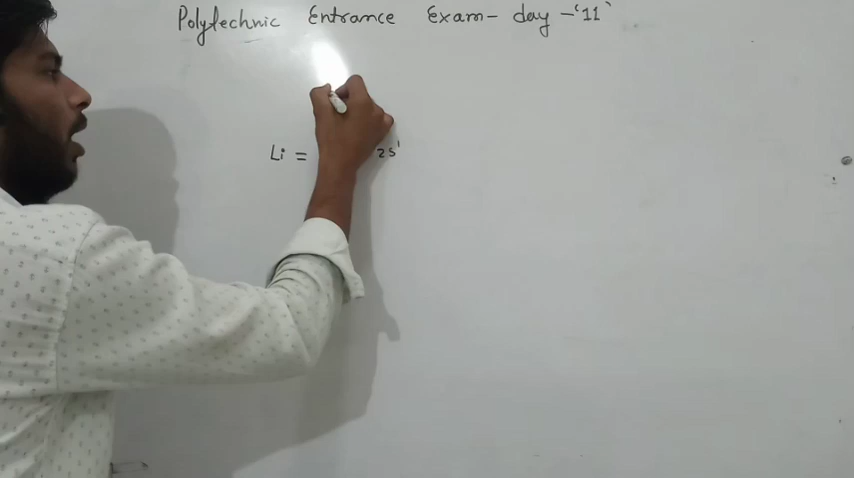 Polytechnic Entrance Exam- day -'11'
Li = 2s¹